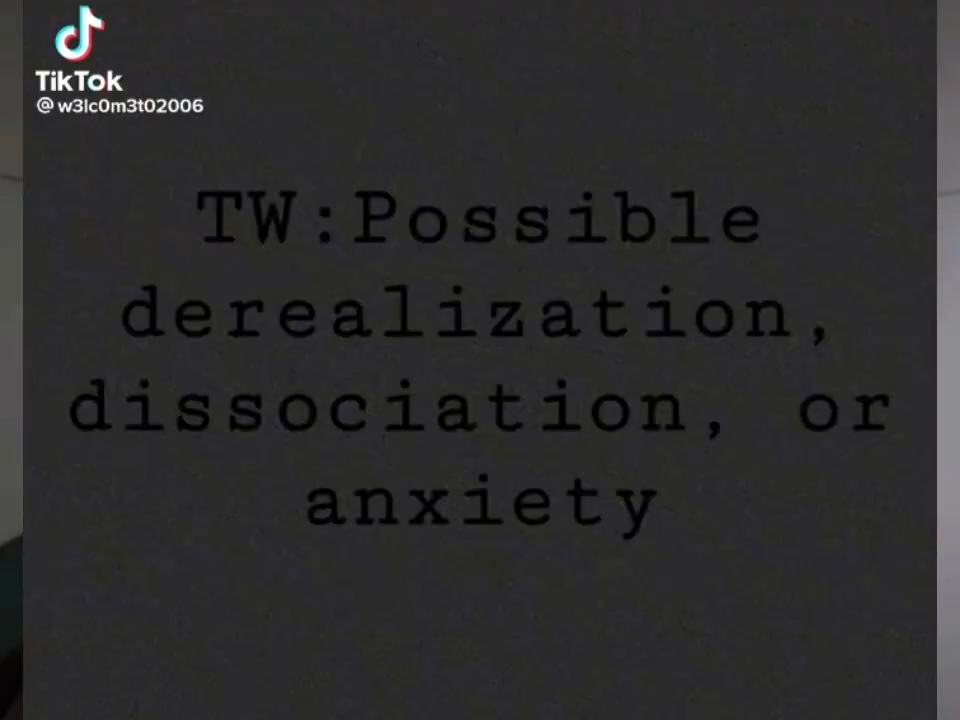 TikTok
@w3lc0m3t02006
TW:Possible
derealization,
dissociation, or
anxiety